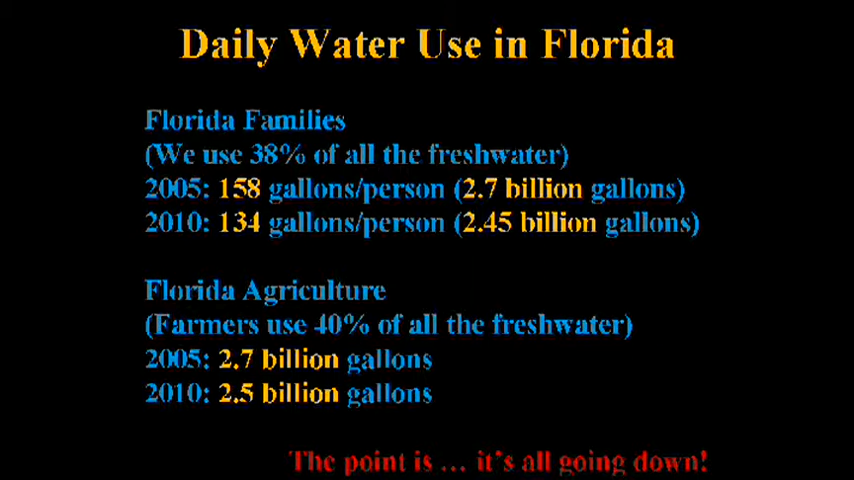 Daily Water Use in Florida
Florida Families
(We use 38% of all the freshwater)
2005: 158 gallons/person (2.7 billion gallons)
2010: 134 gallons/person (2.45 billion gallons)
Florida Agriculture
(Farmers use 40% of all the freshwater)
2005: 2.7 billion gallons
2010: 2.5 billion gallons
The point is ... it's all going down!